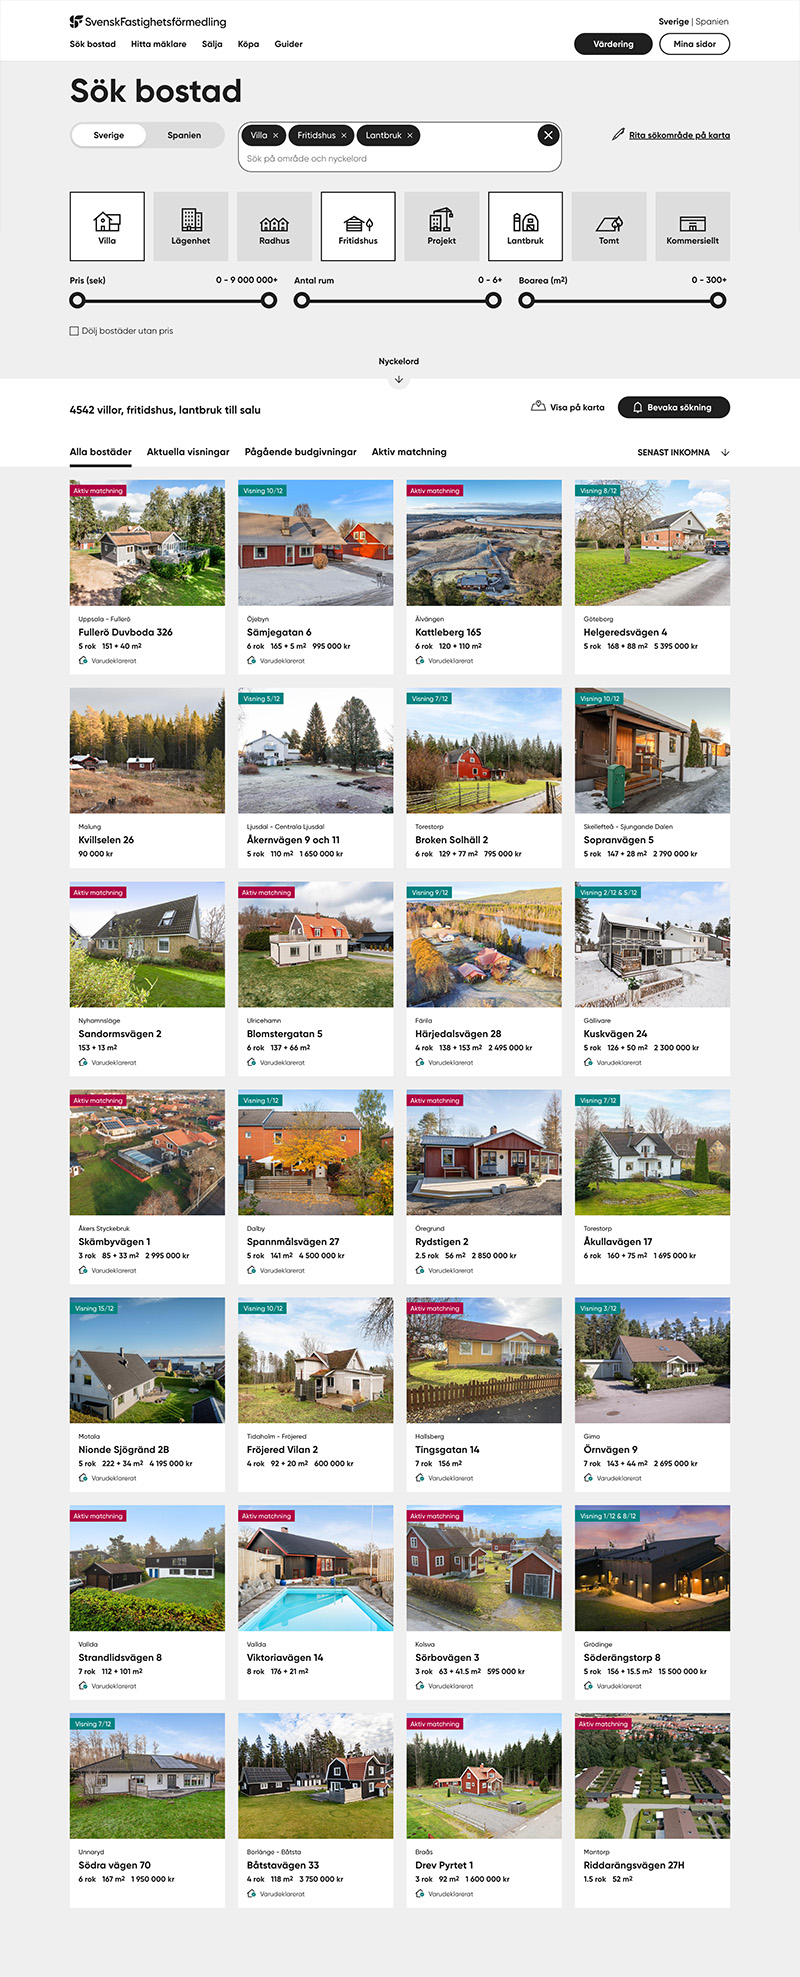 SvenskFastighetsförmedling
Sverige | Spanien
Sök bostad Hitta mäklare Sälja Köpa Guider
Värdering Mina sidor
Sök bostad
Sverige Spanien
Villa × Fritidshus × Lantbruk ×
Sök på område och nyckelord
Rita sökområde på karta
Villa Lägenhet Radhus Fritidshus Projekt Lantbruk Tomt Kommersiellt
Pris (sek) 0 - 9 000 000+ Antal rum 0 - 6+ Boarea (m²) 0 - 300+
Dölj bostäder utan pris
Nyckelord
4542 villor, fritidshus, lantbruk till salu
Visa på karta Bevaka sökning
Alla bostäder Aktuella visningar Pågående budgivningar Aktiv matchning
SENAST INKOMNA
Aktiv matchning
Uppsala - Fullerö
Fullerö Duvboda 326
5 rok 151 + 40 m²
Varudeklarerat
Visning 10/12
Öjebyn
Sämjegatan 6
6 rok 165 + 5 m² 995 000 kr
Varudeklarerat
Aktiv matchning
Älvängen
Kattleberg 165
6 rok 120 + 110 m²
Varudeklarerat
Visning 8/12
Göteborg
Helgeredsvägen 4
5 rok 168 + 88 m² 5 395 000 kr
Malung
Kvillselen 26
90 000 kr
Visning 5/12
Ljusdal - Centrala Ljusdal
Åkernvägen 9 och 11
5 rok 110 m² 1 650 000 kr
Visning 7/12
Torestorp
Broken Solhäll 2
6 rok 129 + 77 m² 795 000 kr
Visning 10/12
Skellefteå - Sjungande Dalen
Sopranvägen 5
5 rok 147 + 28 m² 2 790 000 kr
Aktiv matchning
Nyhamnsläge
Sandormsvägen 2
153 + 13 m²
Varudeklarerat
Aktiv matchning
Ulricehamn
Blomstergatan 5
6 rok 137 + 66 m²
Varudeklarerat
Visning 9/12
Färila
Härjedalsvägen 28
4 rok 138 + 153 m² 2 495 000 kr
Varudeklarerat
Visning 2/12 & 5/12
Gällivare
Kuskvägen 24
5 rok 126 + 50 m² 2 300 000 kr
Varudeklarerat
Aktiv matchning
Åkers Styckebruk
Skämbyvägen 1
3 rok 85 + 33 m² 2 995 000 kr
Varudeklarerat
Visning 1/12
Dalby
Spannmålsvägen 27
5 rok 141 m² 4 500 000 kr
Varudeklarerat
Aktiv matchning
Öregrund
Rydstigen 2
2.5 rok 56 m² 2 850 000 kr
Varudeklarerat
Visning 7/12
Torestorp
Åkullavägen 17
6 rok 160 + 75 m² 1 695 000 kr
Visning 15/12
Motala
Nionde Sjögränd 2B
5 rok 222 + 34 m² 4 195 000 kr
Varudeklarerat
Visning 10/12
Tidaholm - Fröjered
Fröjered Vilan 2
4 rok 92 + 20 m² 600 000 kr
Aktiv matchning
Hallsberg
Tingsgatan 14
7 rok 156 m²
Varudeklarerat
Visning 3/12
Gimo
Örnvägen 9
7 rok 143 + 44 m² 2 695 000 kr
Varudeklarerat
Aktiv matchning
Vallda
Strandlidsvägen 8
7 rok 112 + 101 m²
Varudeklarerat
Aktiv matchning
Vallda
Viktoriavägen 14
8 rok 176 + 21 m²
Aktiv matchning
Kolsva
Sörbovägen 3
3 rok 63 + 41.5 m² 595 000 kr
Varudeklarerat
Visning 1/12 & 8/12
Grödinge
Söderängstorp 8
5 rok 156 + 15.5 m² 15 500 000 kr
Varudeklarerat
Visning 7/12
Unnaryd
Södra vägen 70
6 rok 167 m² 1 950 000 kr
Borlänge - Båtsta
Båtstavägen 33
4 rok 118 m² 3 750 000 kr
Varudeklarerat
Aktiv matchning
Braås
Drev Pyrtet 1
3 rok 92 m² 1 600 000 kr
Varudeklarerat
Aktiv matchning
Mantorp
Riddarängsvägen 27H
1.5 rok 52 m²